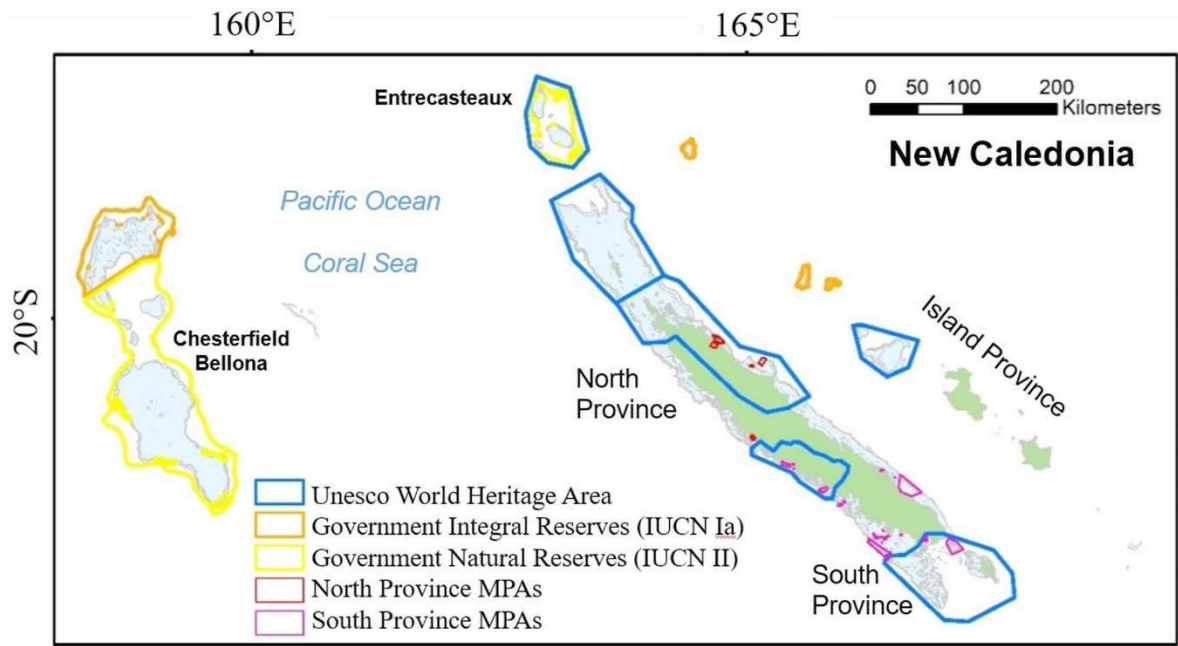 160°E
165°E
Entrecasteaux
0 50 100 200
Kilometers
New Caledonia
Pacific Ocean
Coral Sea
20°S
Chesterfield
Bellona
Island Province
North
Province
South
Province
Unesco World Heritage Area
Government Integral Reserves (IUCN Ia)
Government Natural Reserves (IUCN II)
North Province MPAs
South Province MPAs